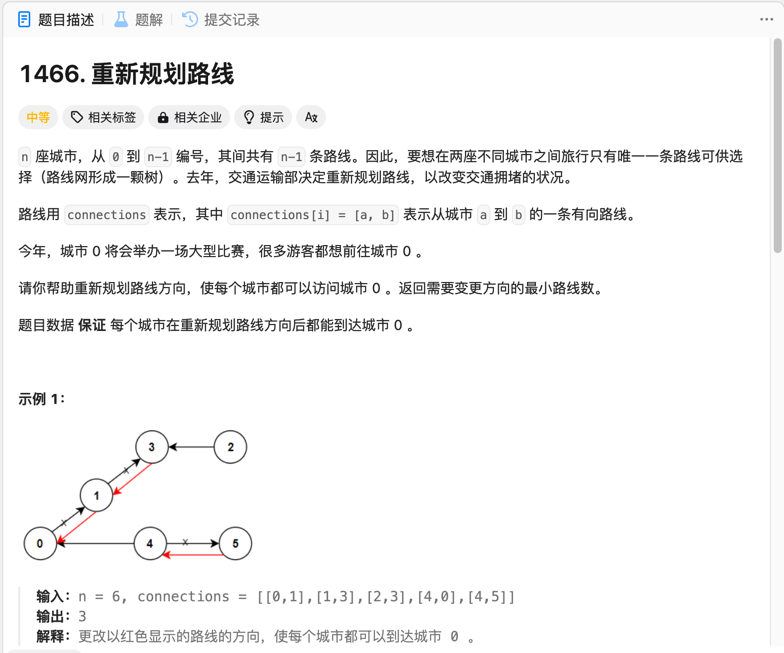 题目描述 题解 提交记录
1466. 重新规划路线
中等 相关标签 相关企业 提示
n 座城市，从 0 到 n-1 编号，其间共有 n-1 条路线。因此，要想在两座不同城市之间旅行只有唯一一条路线可供选
择（路线网形成一颗树）。去年，交通运输部决定重新规划路线，以改变交通拥堵的状况。
路线用 connections 表示，其中 connections[i] = [a, b] 表示从城市 a 到 b 的一条有向路线。
今年，城市 0 将会举办一场大型比赛，很多游客都想前往城市 0 。
请你帮助重新规划路线方向，使每个城市都可以访问城市 0 。返回需要变更方向的最小路线数。
题目数据 保证 每个城市在重新规划路线方向后都能到达城市 0 。
示例 1：
3 2
x
1
x
0 4 x 5
输入：n = 6, connections = [[0,1],[1,3],[2,3],[4,0],[4,5]]
输出：3
解释：更改以红色显示的路线的方向，使每个城市都可以到达城市 0 。